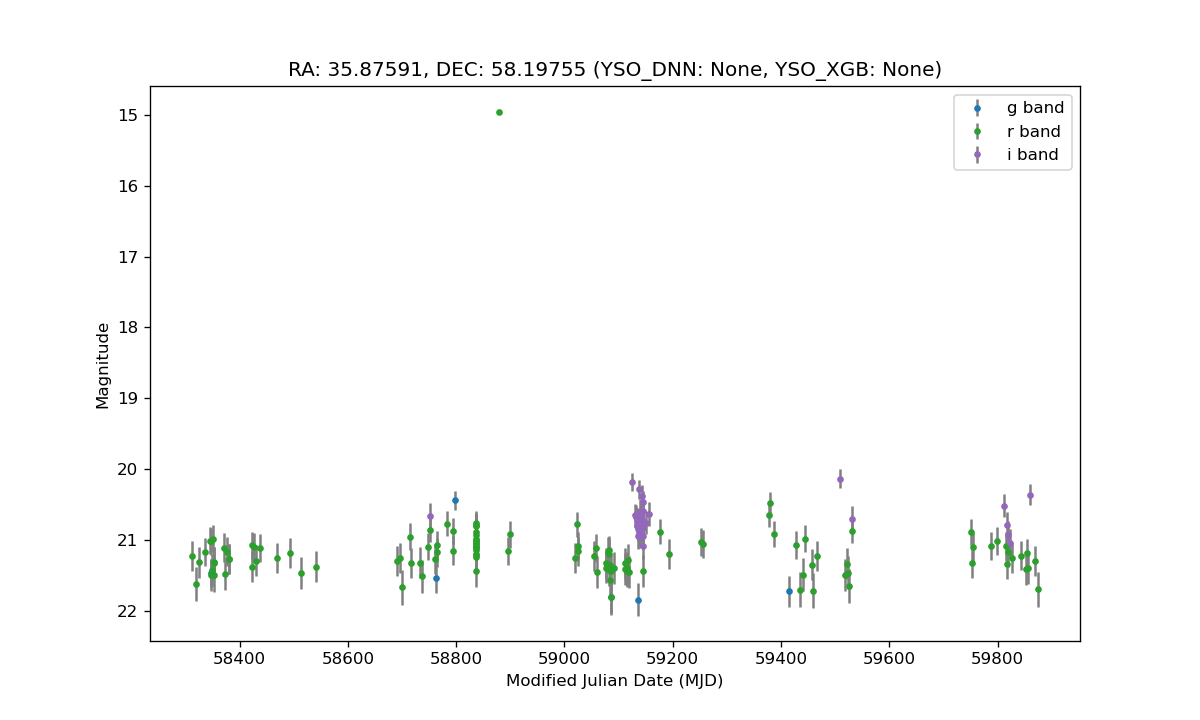 RA: 35.87591, DEC: 58.19755 (YSO_DNN: None, YSO_XGB: None)
g band
r band
i band
Magnitude
15
16
17
18
19
20
21
22
58400
58600
58800
59000
59200
59400
59600
59800
Modified Julian Date (MJD)